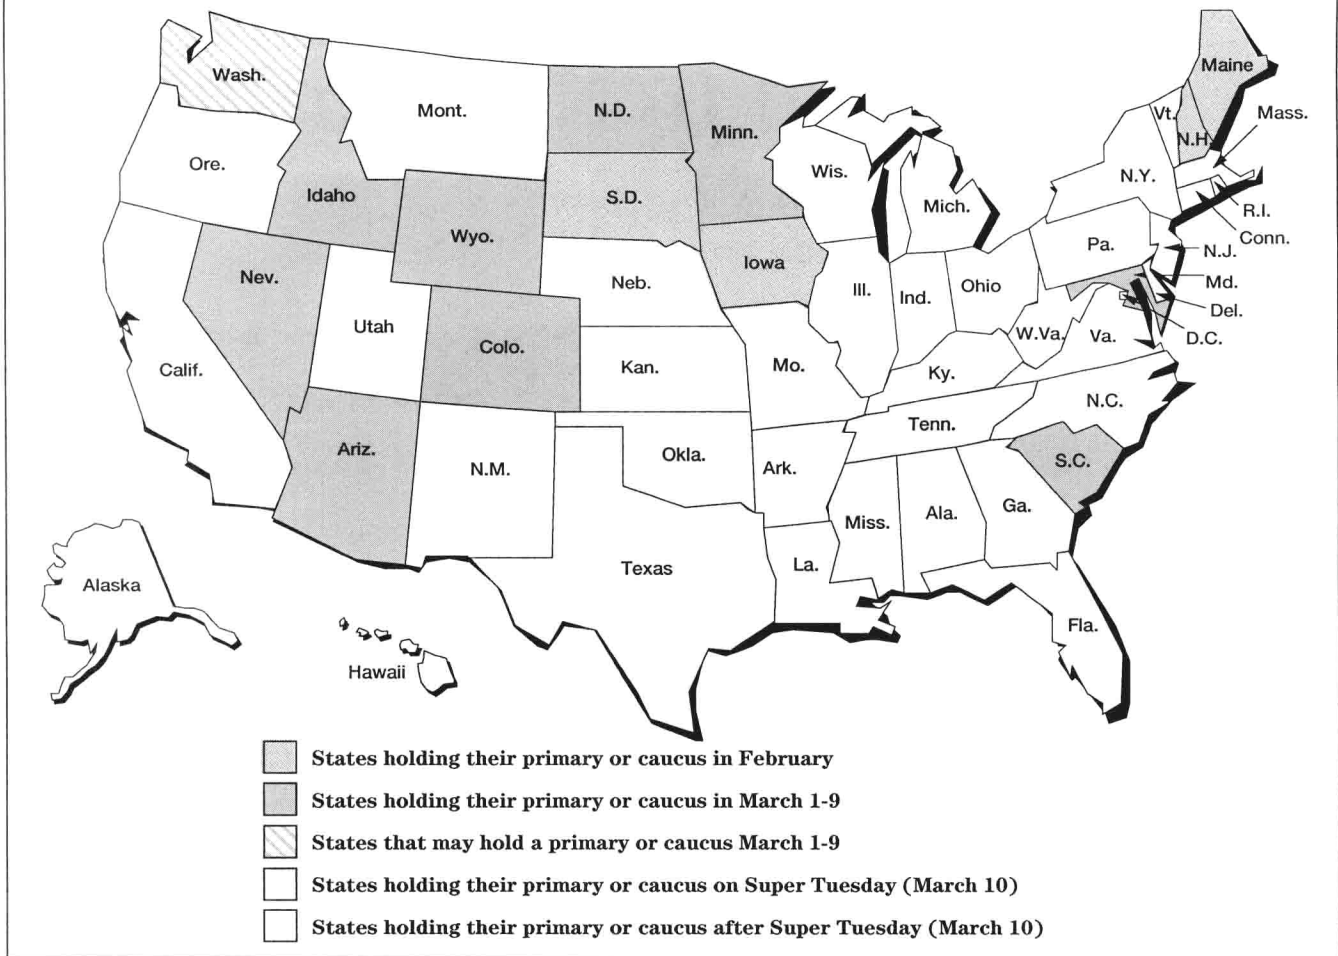 Maine
Wash.
Mont.
N.D.
Minn.
Vt.
Mass.
N.H.
Ore.
Idaho
S.D.
Wis.
Mich.
N.Y.
R.I.
Wyo.
Conn.
Pa.
N.J.
Nev.
Neb.
Iowa
Ill.
Ind.
Ohio
Md.
Del.
Utah
Colo.
W.Va.
Va.
D.C.
Calif.
Kan.
Mo.
Ky.
N.C.
Ariz.
N.M.
Okla.
Ark.
Tenn.
S.C.
Miss.
Ala.
Ga.
Alaska
Texas
La.
Fla.
Hawaii
States holding their primary or caucus in February
States holding their primary or caucus in March 1-9
States that may hold a primary or caucus March 1-9
States holding their primary or caucus on Super Tuesday (March 10)
States holding their primary or caucus after Super Tuesday (March 10)